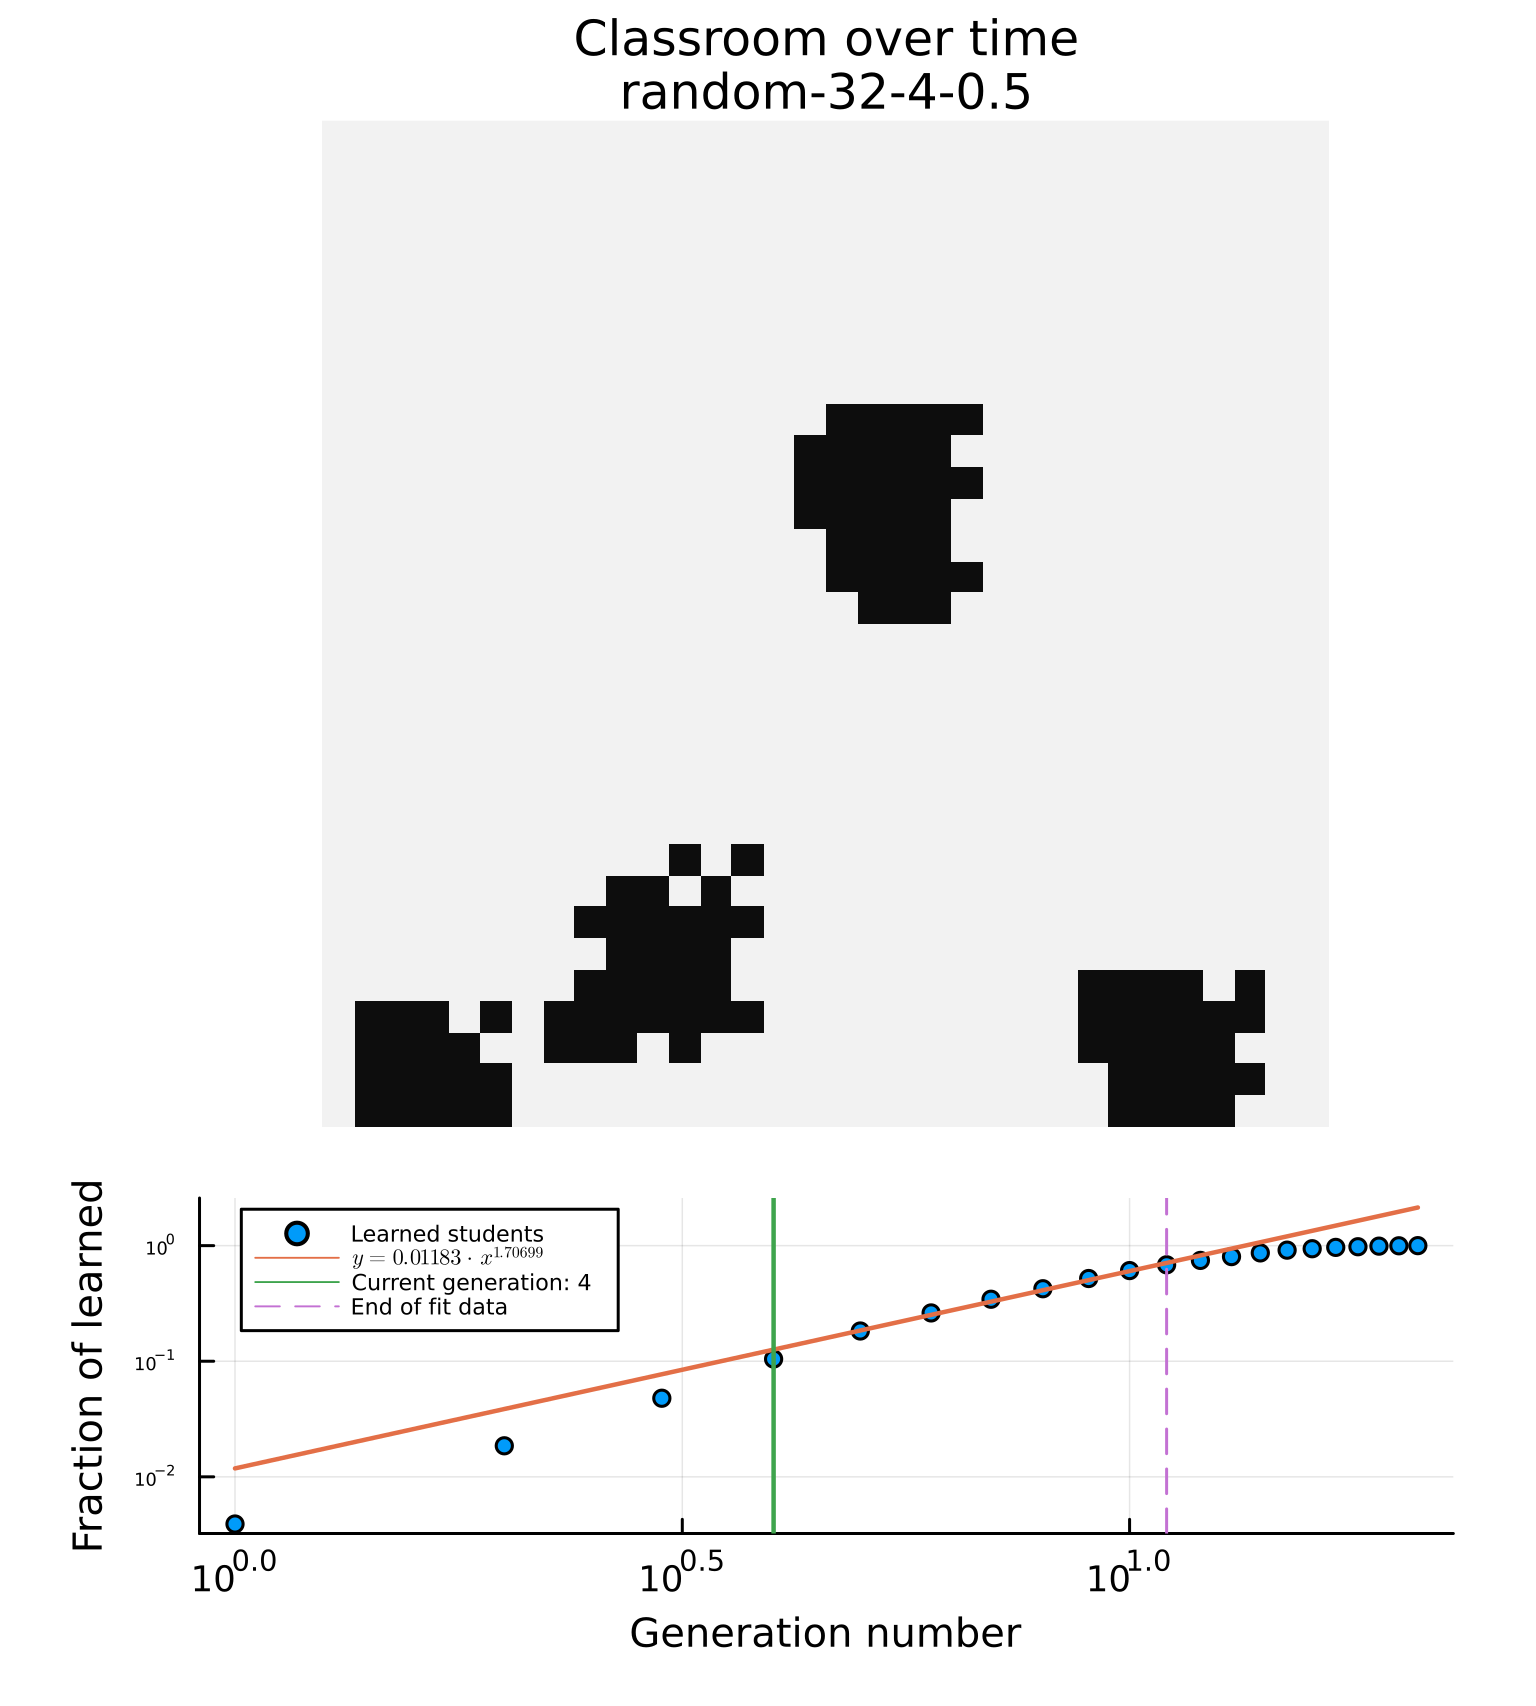 Classroom over time
random-32-4-0.5
Fraction of learned
10⁰
10⁻¹
10⁻²
Learned students
y = 0.01183 · x^1.70699
Current generation: 4
End of fit data
10^0.0
10^0.5
10^1.0
Generation number